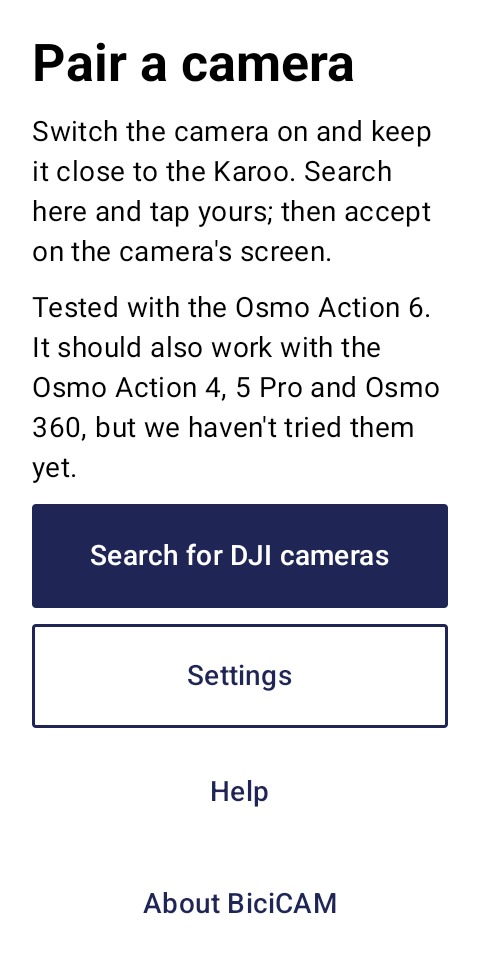 Pair a camera
Switch the camera on and keep
it close to the Karoo. Search
here and tap yours; then accept
on the camera's screen.
Tested with the Osmo Action 6.
It should also work with the
Osmo Action 4, 5 Pro and Osmo
360, but we haven't tried them
yet.
Search for DJI cameras
Settings
Help
About BiciCAM